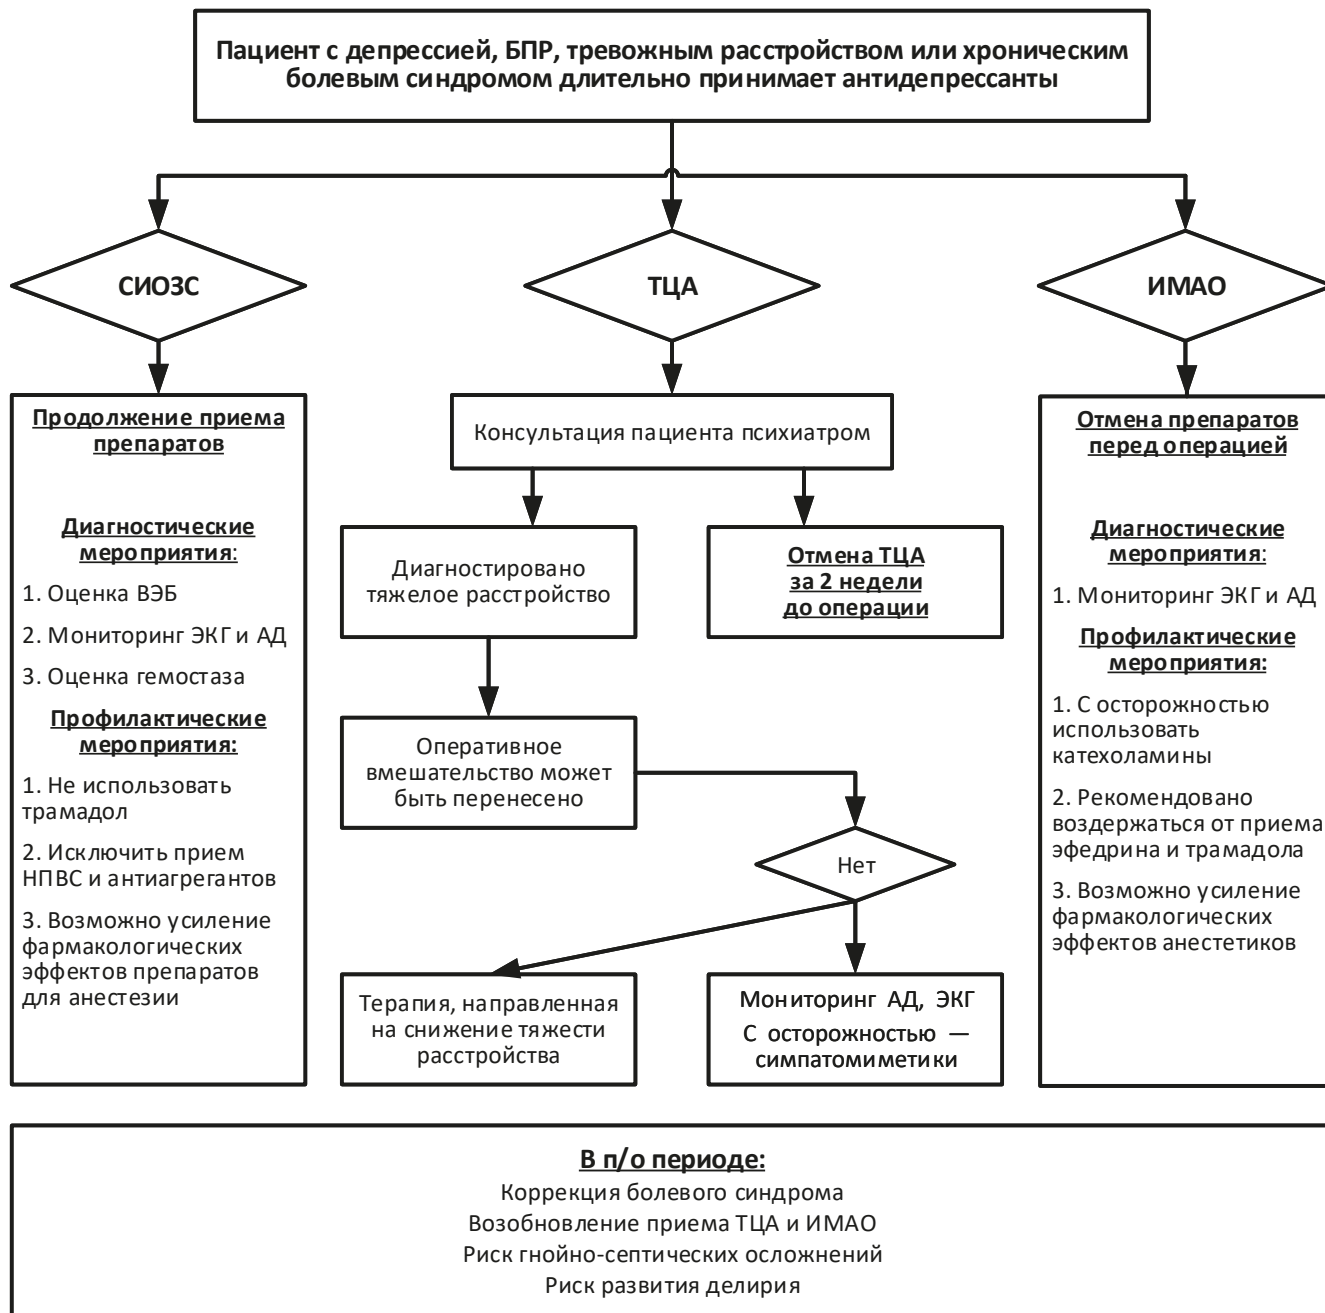 Пациент с депрессией, БПР, тревожным расстройством или хроническим
болевым синдромом длительно принимает антидепрессанты
СИОЗС
ТЦА
ИМАО
Продолжение приема
препаратов
Диагностические
мероприятия:
1. Оценка ВЭБ
2. Мониторинг ЭКГ и АД
3. Оценка гемостаза
Профилактические
мероприятия:
1. Не использовать
трамадол
2. Исключить прием
НПВС и антиагрегантов
3. Возможно усиление
фармакологических
эффектов препаратов
для анестезии
Консультация пациента психиатром
Диагностировано
тяжелое расстройство
Отмена ТЦА
за 2 недели
до операции
Оперативное
вмешательство может
быть перенесено
Нет
Терапия, направленная
на снижение тяжести
расстройства
Мониторинг АД, ЭКГ
С осторожностью —
симпатомиметики
Отмена препаратов
перед операцией
Диагностические
мероприятия:
1. Мониторинг ЭКГ и АД
Профилактические
мероприятия:
1. С осторожностью
использовать
катехоламины
2. Рекомендовано
воздержаться от приема
эфедрина и трамадола
3. Возможно усиление
фармакологических
эффектов анестетиков
В п/о периоде:
Коррекция болевого синдрома
Возобновление приема ТЦА и ИМАО
Риск гнойно-септических осложнений
Риск развития делирия